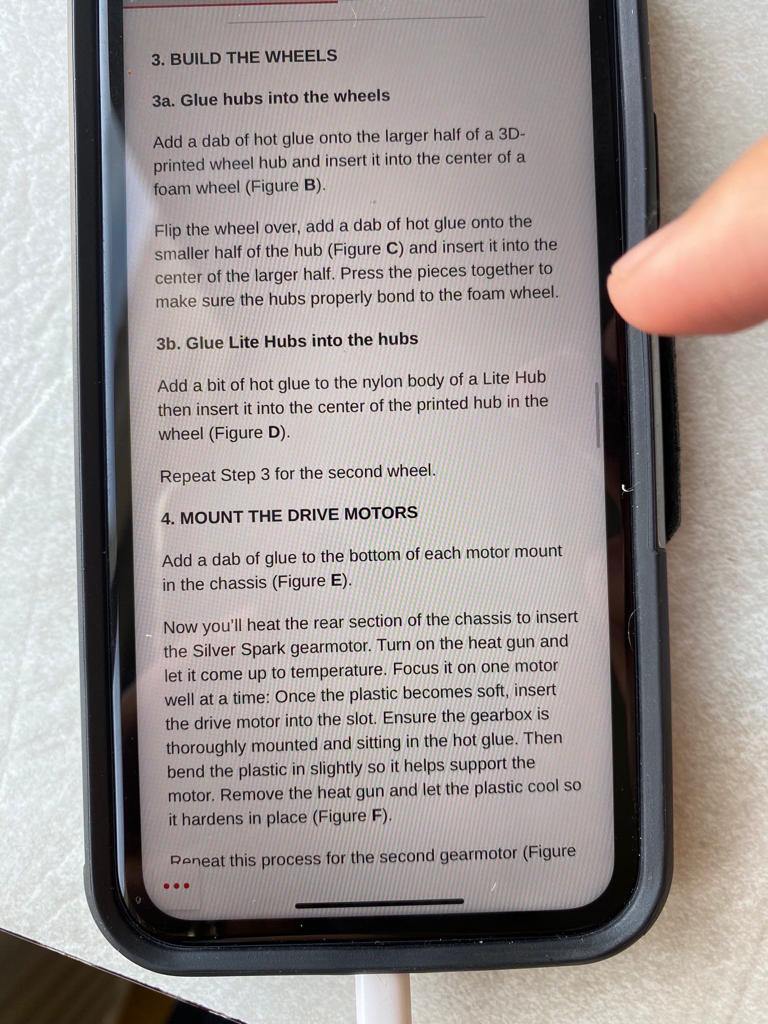 3. BUILD THE WHEELS
3a. Glue hubs into the wheels
Add a dab of hot glue onto the larger half of a 3D-
printed wheel hub and insert it into the center of a
foam wheel (Figure B).
Flip the wheel over, add a dab of hot glue onto the
smaller half of the hub (Figure C) and insert it into the
center of the larger half. Press the pieces together to
make sure the hubs properly bond to the foam wheel.
3b. Glue Lite Hubs into the hubs
Add a bit of hot glue to the nylon body of a Lite Hub
then insert it into the center of the printed hub in the
wheel (Figure D).
Repeat Step 3 for the second wheel.
4. MOUNT THE DRIVE MOTORS
Add a dab of glue to the bottom of each motor mount
in the chassis (Figure E).
Now you'll heat the rear section of the chassis to insert
the Silver Spark gearmotor. Turn on the heat gun and
let it come up to temperature. Focus it on one motor
well at a time: Once the plastic becomes soft, insert
the drive motor into the slot. Ensure the gearbox is
thoroughly mounted and sitting in the hot glue. Then
bend the plastic in slightly so it helps support the
motor. Remove the heat gun and let the plastic cool so
it hardens in place (Figure F).
Repeat this process for the second gearmotor (Figure